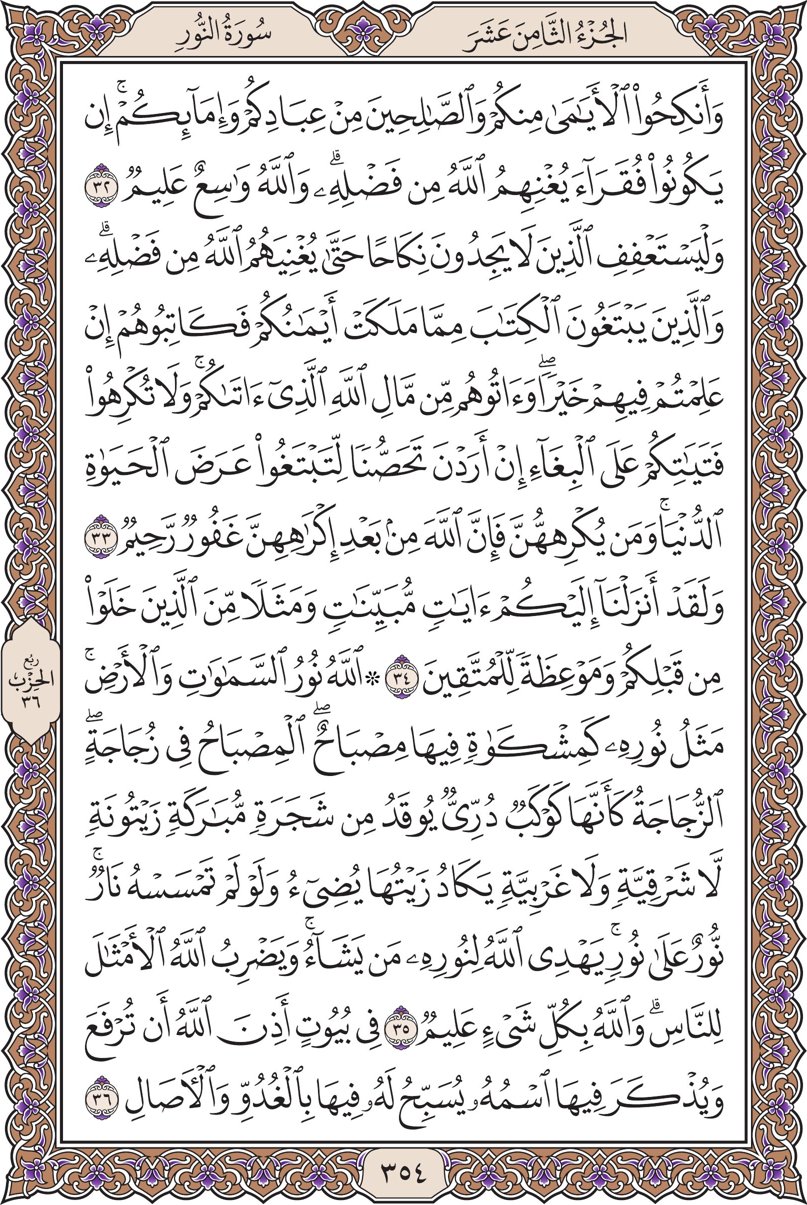 الجُزْءُ الثَّامِنَ عَشَرَ
سُورَةُ النُّورِ
وَأَنكِحُوا۟ ٱلْأَيَـٰمَىٰ مِنكُمْ وَٱلصَّـٰلِحِينَ مِنْ عِبَادِكُمْ وَإِمَآئِكُمْ ۚ إِن
يَكُونُوا۟ فُقَرَآءَ يُغْنِهِمُ ٱللَّهُ مِن فَضْلِهِۦ ۗ وَٱللَّهُ وَٰسِعٌ عَلِيمٌ ٣٢
وَلْيَسْتَعْفِفِ ٱلَّذِينَ لَا يَجِدُونَ نِكَاحًا حَتَّىٰ يُغْنِيَهُمُ ٱللَّهُ مِن فَضْلِهِۦ ۗ
وَٱلَّذِينَ يَبْتَغُونَ ٱلْكِتَـٰبَ مِمَّا مَلَكَتْ أَيْمَـٰنُكُمْ فَكَاتِبُوهُمْ إِنْ
عَلِمْتُمْ فِيهِمْ خَيْرًا ۖ وَءَاتُوهُم مِّن مَّالِ ٱللَّهِ ٱلَّذِىٓ ءَاتَىٰكُمْ ۚ وَلَا تُكْرِهُوا۟
فَتَيَـٰتِكُمْ عَلَى ٱلْبِغَآءِ إِنْ أَرَدْنَ تَحَصُّنًا لِّتَبْتَغُوا۟ عَرَضَ ٱلْحَيَوٰةِ
ٱلدُّنْيَا ۚ وَمَن يُكْرِههُّنَّ فَإِنَّ ٱللَّهَ مِنۢ بَعْدِ إِكْرَٰهِهِنَّ غَفُورٌ رَّحِيمٌ ٣٣
وَلَقَدْ أَنزَلْنَآ إِلَيْكُمْ ءَايَـٰتٍ مُّبَيِّنَـٰتٍ وَمَثَلًا مِّنَ ٱلَّذِينَ خَلَوْا۟
مِن قَبْلِكُمْ وَمَوْعِظَةً لِّلْمُتَّقِينَ ٣٤ * ٱللَّهُ نُورُ ٱلسَّمَـٰوَٰتِ وَٱلْأَرْضِ ۚ
مَثَلُ نُورِهِۦ كَمِشْكَوٰةٍ فِيهَا مِصْبَاحٌ ۖ ٱلْمِصْبَاحُ فِى زُجَاجَةٍ ۖ
ٱلزُّجَاجَةُ كَأَنَّهَا كَوْكَبٌ دُرِّىٌّ يُوقَدُ مِن شَجَرَةٍ مُّبَـٰرَكَةٍ زَيْتُونَةٍ
لَّا شَرْقِيَّةٍ وَلَا غَرْبِيَّةٍ يَكَادُ زَيْتُهَا يُضِىٓءُ وَلَوْ لَمْ تَمْسَسْهُ نَارٌ ۚ
نُّورٌ عَلَىٰ نُورٍ ۗ يَهْدِى ٱللَّهُ لِنُورِهِۦ مَن يَشَآءُ ۚ وَيَضْرِبُ ٱللَّهُ ٱلْأَمْثَـٰلَ
لِلنَّاسِ ۗ وَٱللَّهُ بِكُلِّ شَىْءٍ عَلِيمٌ ٣٥ فِى بُيُوتٍ أَذِنَ ٱللَّهُ أَن تُرْفَعَ
وَيُذْكَرَ فِيهَا ٱسْمُهُۥ يُسَبِّحُ لَهُۥ فِيهَا بِٱلْغُدُوِّ وَٱلْـَٔاصَالِ ٣٦
رُبُع
الحِزْب
٣٦
٣٥٤